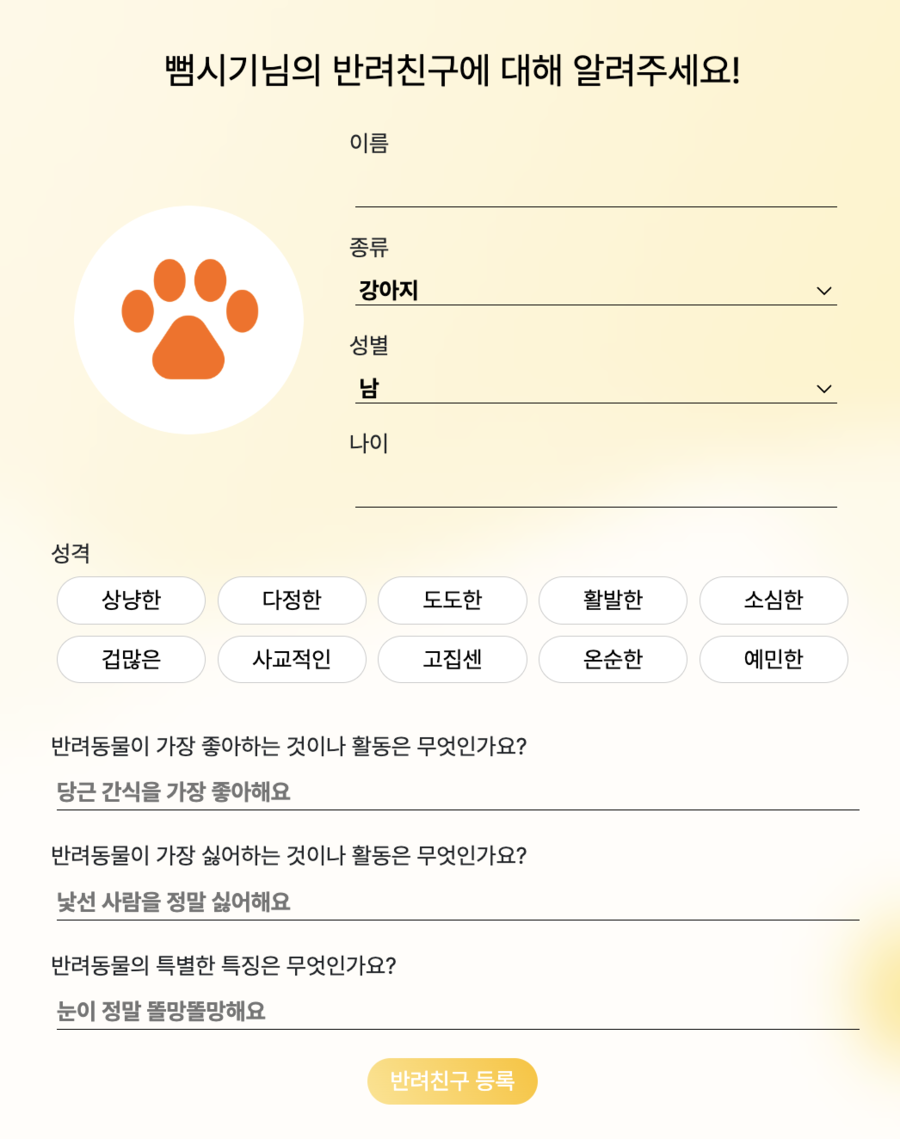 뻠시기님의 반려친구에 대해 알려주세요!
이름
종류
강아지
성별
남
나이
성격
상냥한 다정한 도도한 활발한 소심한
겁많은 사교적인 고집센 온순한 예민한
반려동물이 가장 좋아하는 것이나 활동은 무엇인가요?
당근 간식을 가장 좋아해요
반려동물이 가장 싫어하는 것이나 활동은 무엇인가요?
낯선 사람을 정말 싫어해요
반려동물의 특별한 특징은 무엇인가요?
눈이 정말 똘망똘망해요
반려친구 등록